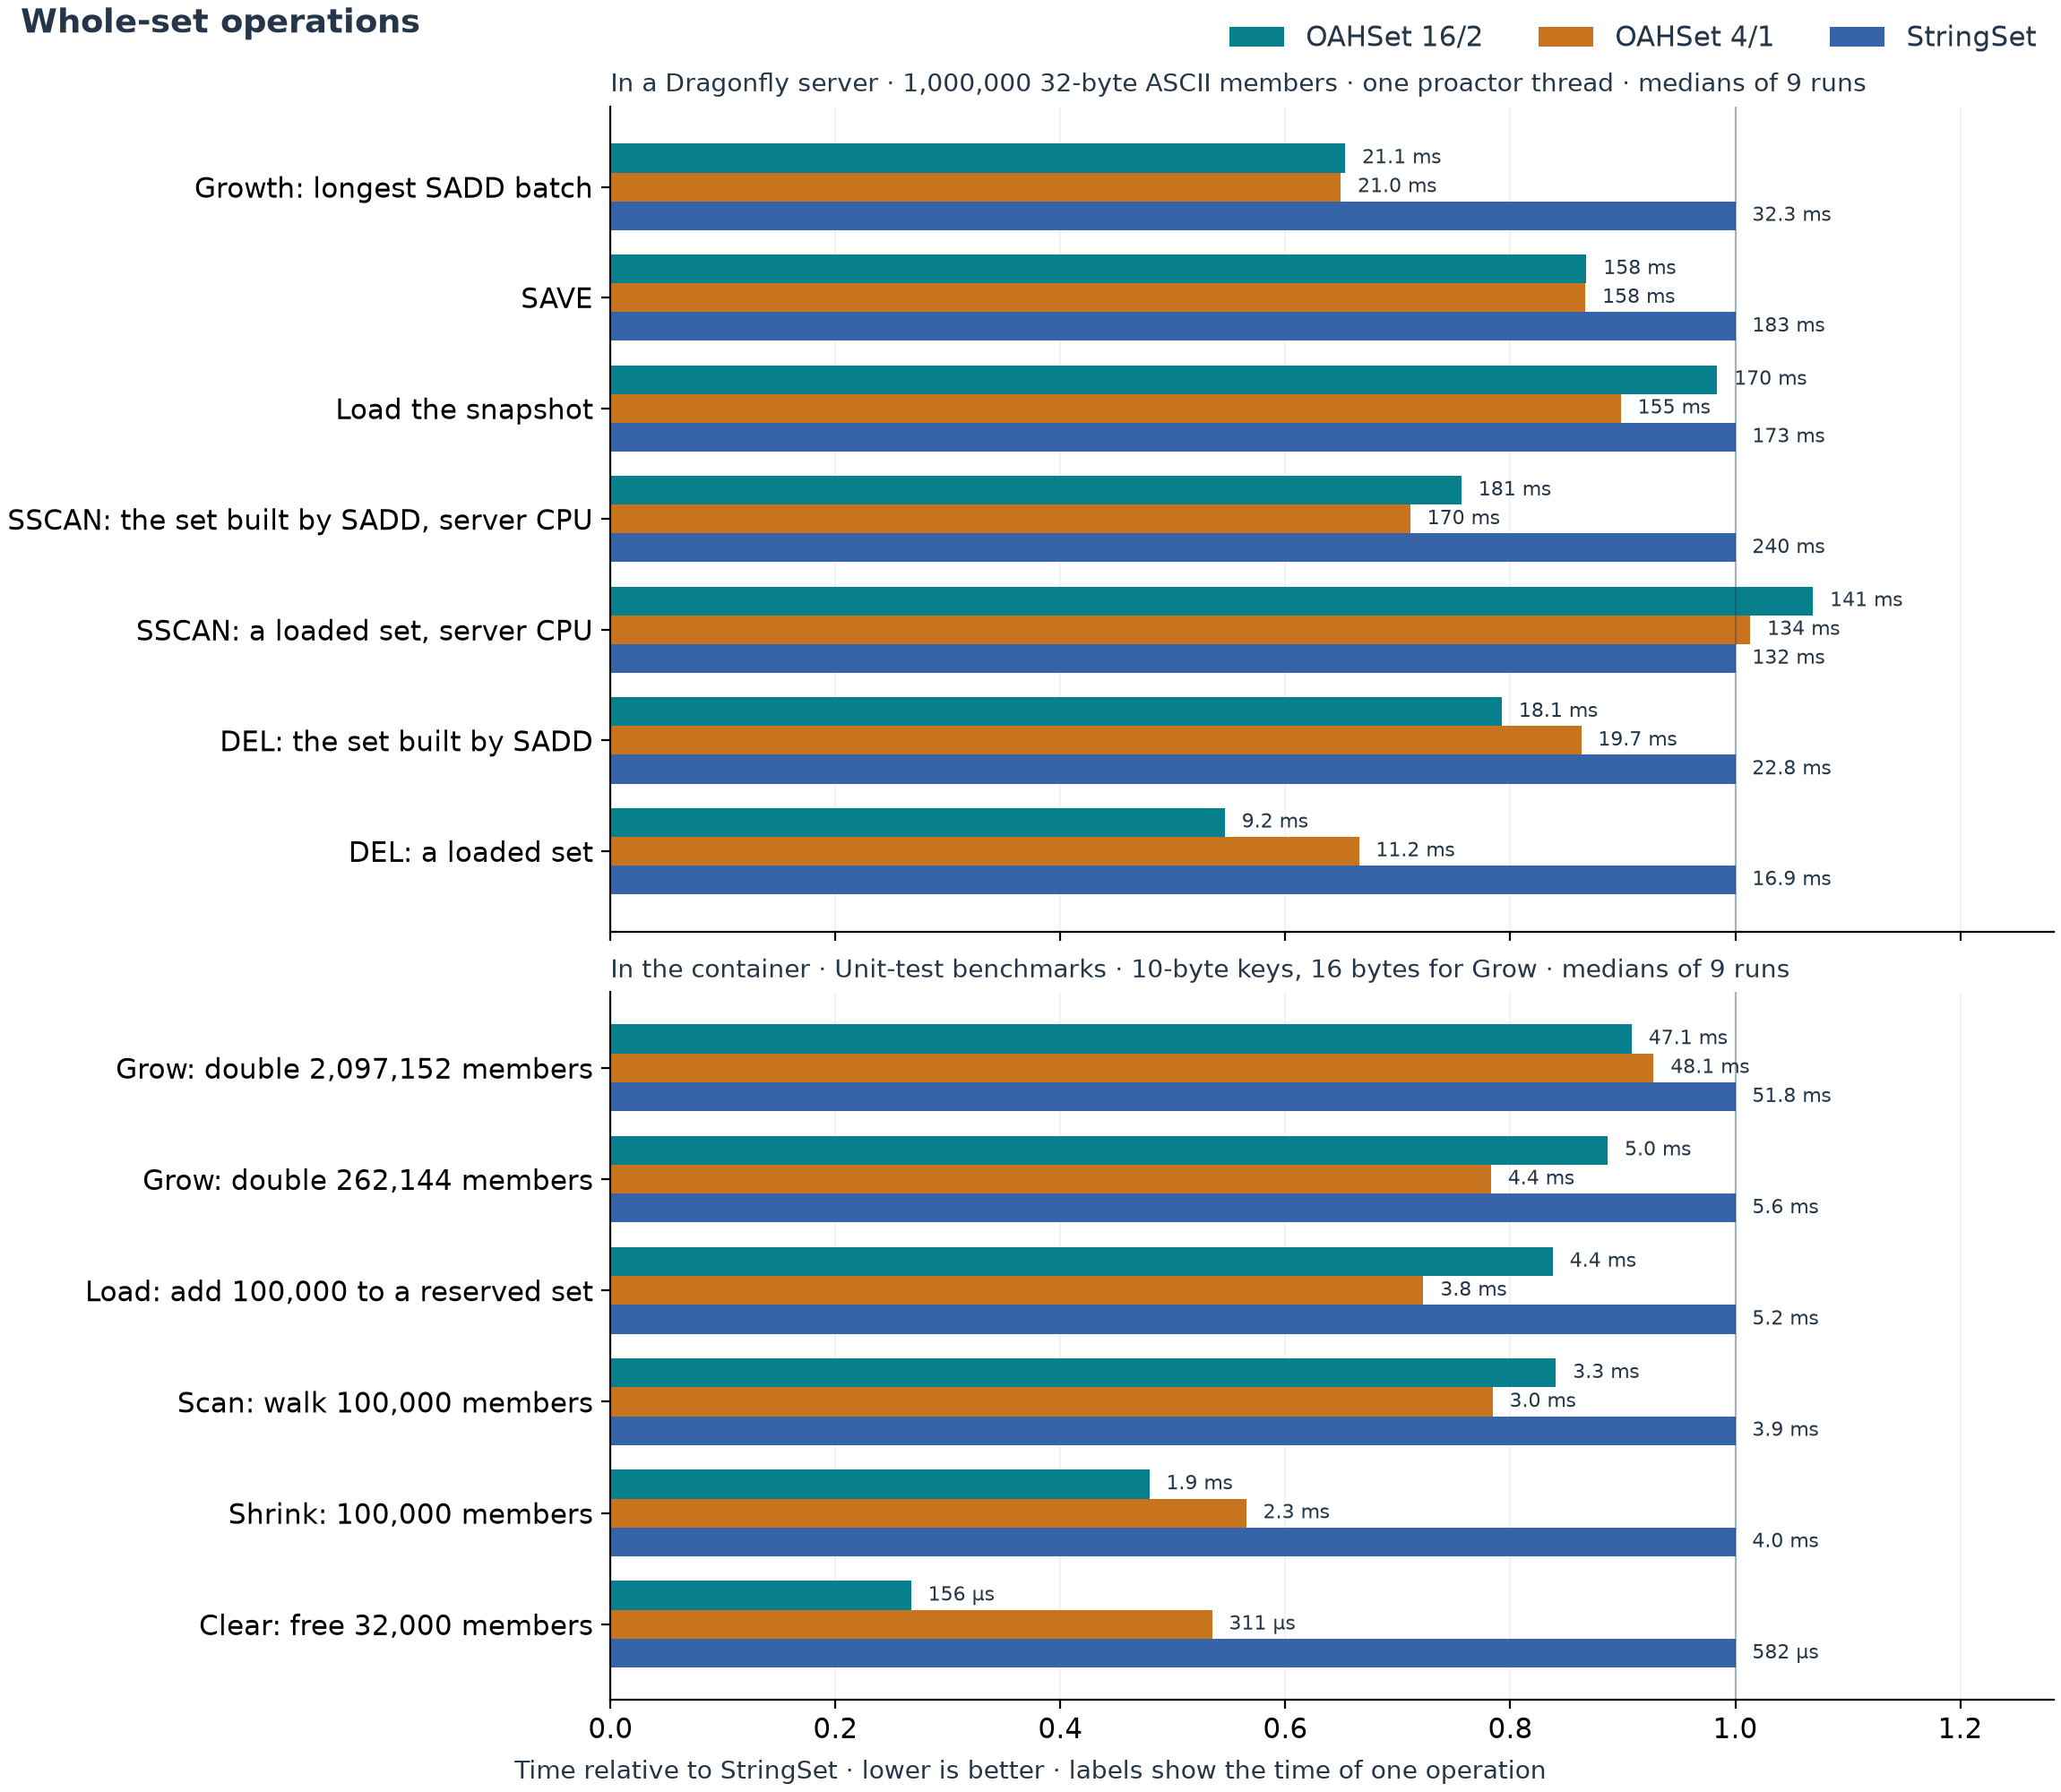 Whole-set operations
OAHSet 16/2
OAHSet 4/1
StringSet
In a Dragonfly server · 1,000,000 32-byte ASCII members · one proactor thread · medians of 9 runs
Growth: longest SADD batch
21.1 ms
21.0 ms
32.3 ms
SAVE
158 ms
158 ms
183 ms
Load the snapshot
170 ms
155 ms
173 ms
SSCAN: the set built by SADD, server CPU
181 ms
170 ms
240 ms
SSCAN: a loaded set, server CPU
141 ms
134 ms
132 ms
DEL: the set built by SADD
18.1 ms
19.7 ms
22.8 ms
DEL: a loaded set
9.2 ms
11.2 ms
16.9 ms
In the container · Unit-test benchmarks · 10-byte keys, 16 bytes for Grow · medians of 9 runs
Grow: double 2,097,152 members
47.1 ms
48.1 ms
51.8 ms
Grow: double 262,144 members
5.0 ms
4.4 ms
5.6 ms
Load: add 100,000 to a reserved set
4.4 ms
3.8 ms
5.2 ms
Scan: walk 100,000 members
3.3 ms
3.0 ms
3.9 ms
Shrink: 100,000 members
1.9 ms
2.3 ms
4.0 ms
Clear: free 32,000 members
156 µs
311 µs
582 µs
0.0 0.2 0.4 0.6 0.8 1.0 1.2
Time relative to StringSet · lower is better · labels show the time of one operation